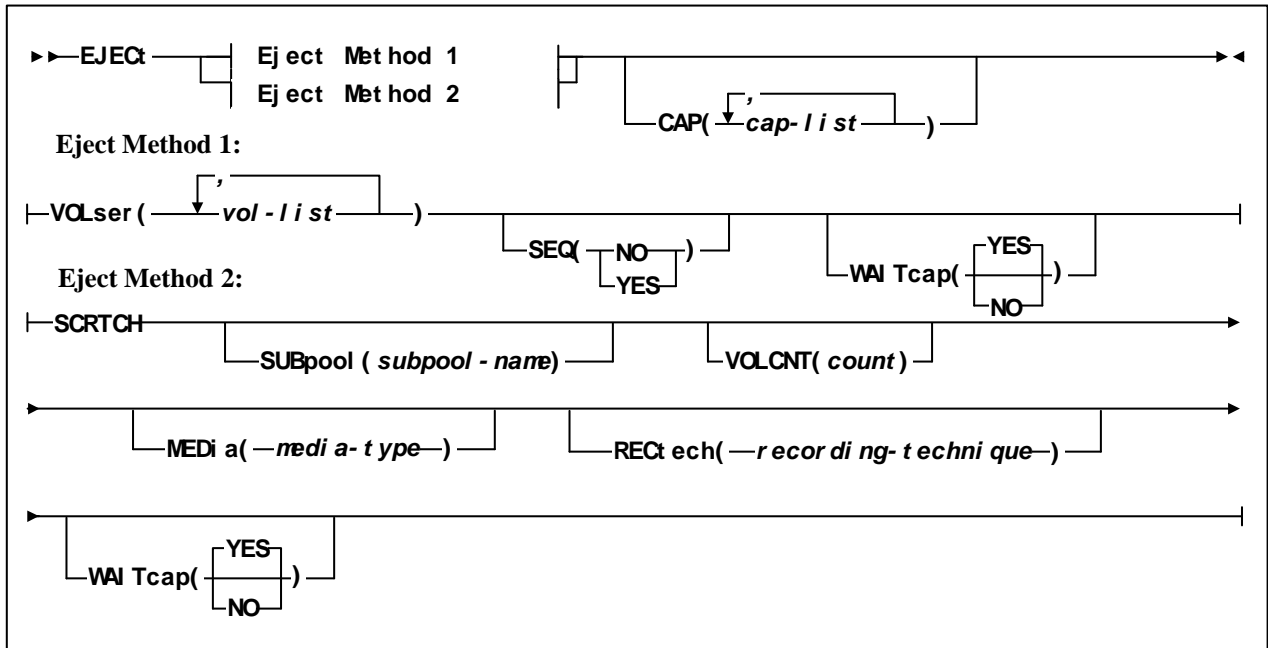 EJECt Eject Method 1
Eject Method 2
,
CAP( cap-list )
Eject Method 1:
,
VOLser ( vol-list )
SEQ( NO )
YES
YES
WAITcap( )
NO
Eject Method 2:
SCRTCH
SUBpool ( subpool-name) VOLCNT( count )
MEDia( media-type ) RECtech( recording-technique )
YES
WAITcap( )
NO